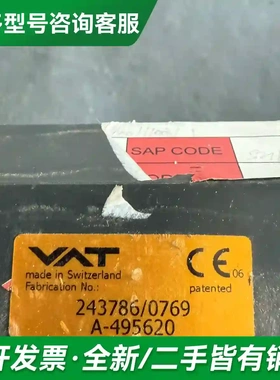 多型号咨询客服
SAP CODE
VAT
made in Switzerland
Fabrication No.:
CE 06
patented
243786/0769
A-495620
开发票·全新/二手皆有销